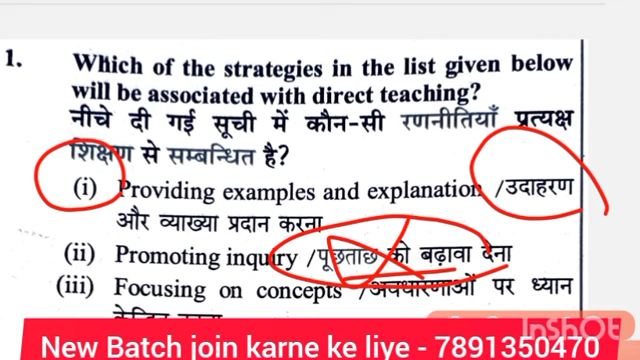 1. Which of the strategies in the list given below
will be associated with direct teaching?
नीचे दी गई सूची में कौन-सी रणनीतियाँ प्रत्यक्ष
शिक्षण से सम्बन्धित है?
(i) Providing examples and explanation /उदाहरण
और व्याख्या प्रदान करना
(ii) Promoting inquiry /पूछताछ को बढ़ावा देना
(iii) Focusing on concepts /अवधारणाओं पर ध्यान
New Batch join karne ke liye - 7891350470
InShOt